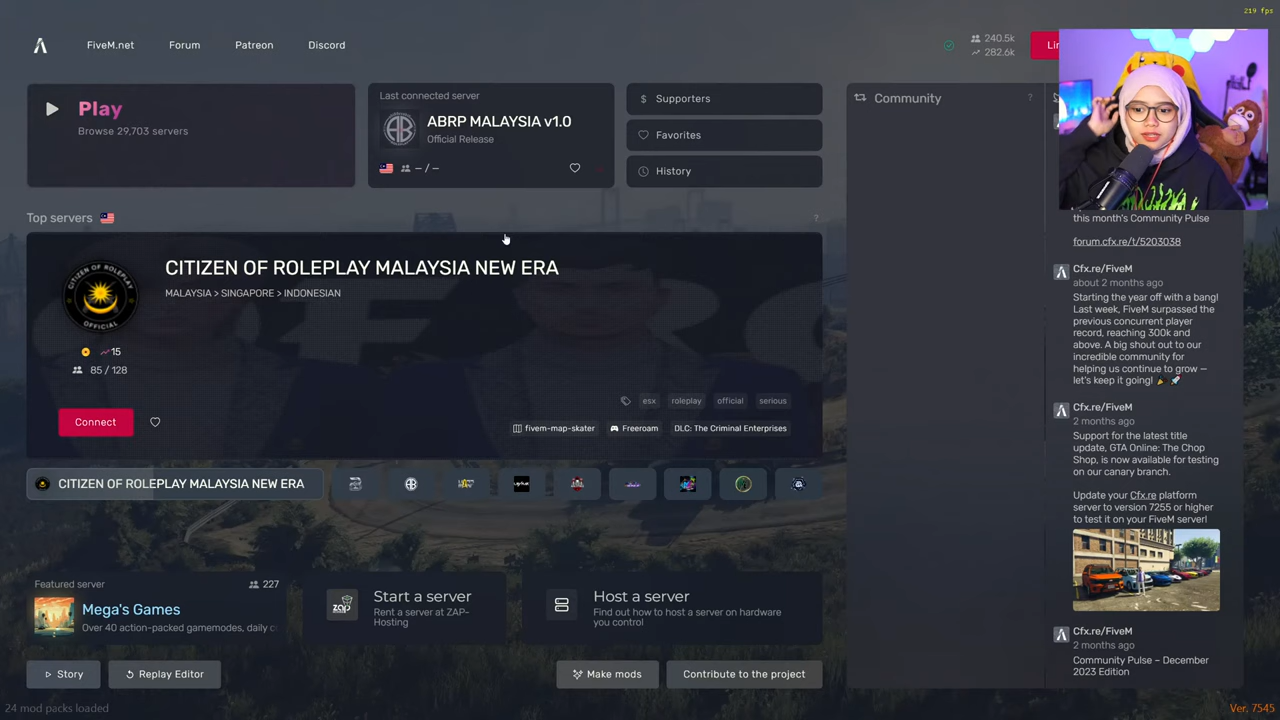 219 fps
FiveM.net
Forum
Patreon
Discord
240.5k
282.6k
Play
Browse 29,703 servers
Last connected server
ABRP MALAYSIA v1.0
Official Release
– / –
Supporters
Favorites
History
Community
?
Top servers
?
CITIZEN OF ROLEPLAY MALAYSIA NEW ERA
MALAYSIA > SINGAPORE > INDONESIAN
CITIZEN OF ROLEPLAY
OFFICIAL
15
85 / 128
Connect
esx
roleplay
official
serious
fivem-map-skater
Freeroam
DLC: The Criminal Enterprises
CITIZEN OF ROLEPLAY MALAYSIA NEW ERA
Featured server
227
Mega's Games
Over 40 action-packed gamemodes, daily c
ZAP
Start a server
Rent a server at ZAP-
Hosting
Host a server
Find out how to host a server on hardware
you control
Story
Replay Editor
Make mods
Contribute to the project
this month's Community Pulse
forum.cfx.re/t/5203038
Cfx.re/FiveM
about 2 months ago
Starting the year off with a bang!
Last week, FiveM surpassed the
previous concurrent player
record, reaching 300k and
above. A big shout out to our
incredible community for
helping us continue to grow –
let's keep it going! 🎉 🚀
Cfx.re/FiveM
2 months ago
Support for the latest title
update, GTA Online: The Chop
Shop, is now available for testing
on our canary branch.
Update your Cfx.re platform
server to version 7255 or higher
to test it on your FiveM server!
Cfx.re/FiveM
2 months ago
Community Pulse – December
2023 Edition
24 mod packs loaded
Ver. 7545